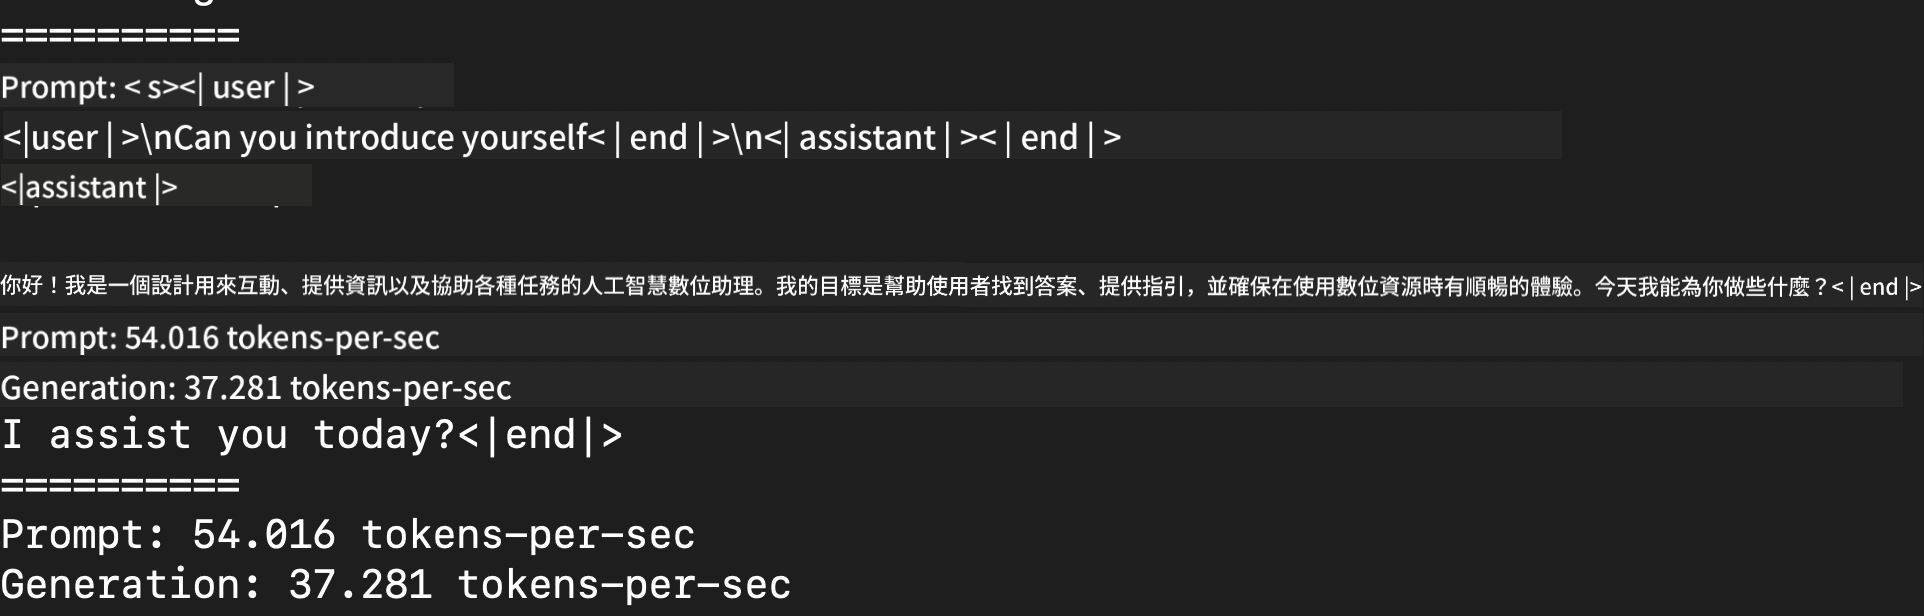 ==========
Prompt: < s><| user | >
<|user | >\nCan you introduce yourself< | end | >\n<| assistant | >< | end | >
<|assistant |>
你好！我是一個設計用來互動、提供資訊以及協助各種任務的人工智慧數位助理。我的目標是幫助使用者找到答案、提供指引，並確保在使用數位資源時有順暢的體驗。今天我能為你做些什麼？< | end |>
Prompt: 54.016 tokens-per-sec
Generation: 37.281 tokens-per-sec
I assist you today?<|end|>
==========
Prompt: 54.016 tokens-per-sec
Generation: 37.281 tokens-per-sec